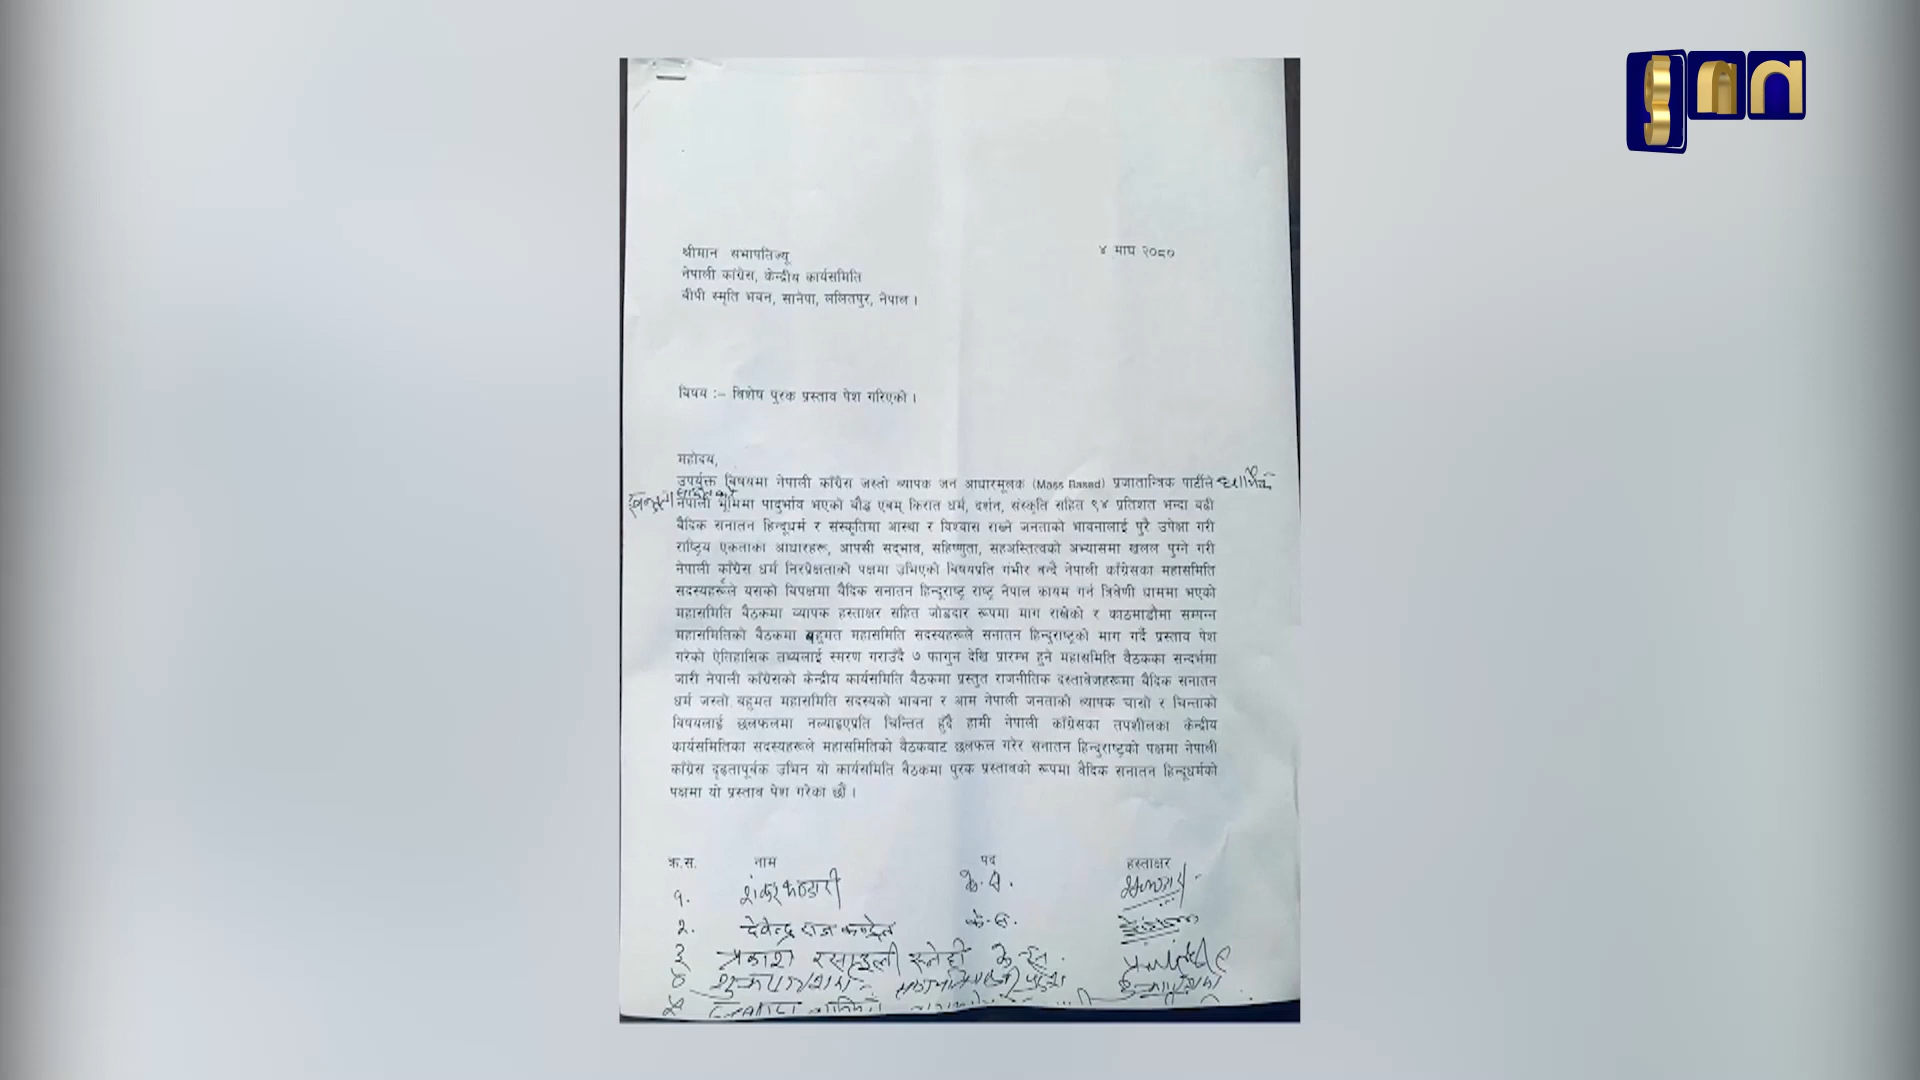 gnn
श्रीमान सभापतिज्यू
४ माघ २०८०
नेपाली काँग्रेस, केन्द्रीय कार्यसमिति
बीपी स्मृति भवन, सानेपा, ललितपुर, नेपाल ।
बिषय :– विशेष पुरक प्रस्ताव पेश गरिएको ।
महोदय,
उपर्युक्त बिषयमा नेपाली काँग्रेस जस्तो व्यापक जन आधारमूलक (Mass Based) प्रजातान्त्रिक पार्टीले धार्मिक
नेपाली भूमिमा पादुर्भाव भएको बौद्ध एबम् किरात धर्म, दर्शन, संस्कृति सहित ९४ प्रतिशत भन्दा बढी
बैदिक सनातन हिन्दूधर्म र संस्कृतिमा आस्था र विश्वास राख्ने जनताको भावनालाई पुरै उपेक्षा गरी
राष्ट्रिय एकताका आधारहरू, आपसी सद्भाव, सहिष्णुता, सहअस्तित्वको अभ्यासमा खलल पुग्ने गरी
नेपाली काँग्रेस धर्म निरपेक्षताको पक्षमा उभिएको बिषयप्रति गंभीर बन्दै नेपाली काँग्रेसका महासमिति
सदस्यहरूले यसको बिपक्षमा बैदिक सनातन हिन्दूराष्ट्र राष्ट्र नेपाल कायम गर्न त्रिवेणी धाममा भएको
महासमिति बैठकमा व्यापक हस्ताक्षर सहित जोडदार रूपमा माग राखेको र काठमाडौमा सम्पन्न
महासमितिको बैठकमा बहुमत महासमिति सदस्यहरूले सनातन हिन्दुराष्ट्रको माग गर्दै प्रस्ताव पेश
गरेको ऐतिहासिक तथ्यलाई स्मरण गराउँदै ७ फागुन देखि प्रारम्भ हुने महासमिति बैठकका सन्दर्भमा
जारी नेपाली काँग्रेसको केन्द्रीय कार्यसमिति बैठकमा प्रस्तुत राजनीतिक दस्तावेजहरूमा बैदिक सनातन
धर्म जस्तो बहुमत महासमिति सदस्यको भावना र आम नेपाली जनताको व्यापक चासो र चिन्ताको
बिषयलाई छलफलमा नल्याइएप्रति चिन्तित हुँदै हामी नेपाली काँग्रेसका तपशीलका केन्द्रीय
कार्यसमितिका सदस्यहरूले महासमितिको बैठकबाट छलफल गरेर सनातन हिन्दुराष्ट्रको पक्षमा नेपाली
काँग्रेस दृढतापूर्बक उभिन यो कार्यसमिति बैठकमा पुरक प्रस्तावको रूपमा बैदिक सनातन हिन्दूधर्मको
पक्षमा यो प्रस्ताव पेश गरेका छौं ।
क्र.स. नाम पद हस्ताक्षर
१. शंकर भण्डारी के.स.
२. देवेन्द्र राज कण्डेल के.स.
३ प्रकाश रसाइली स्नेही के.स.
४
५